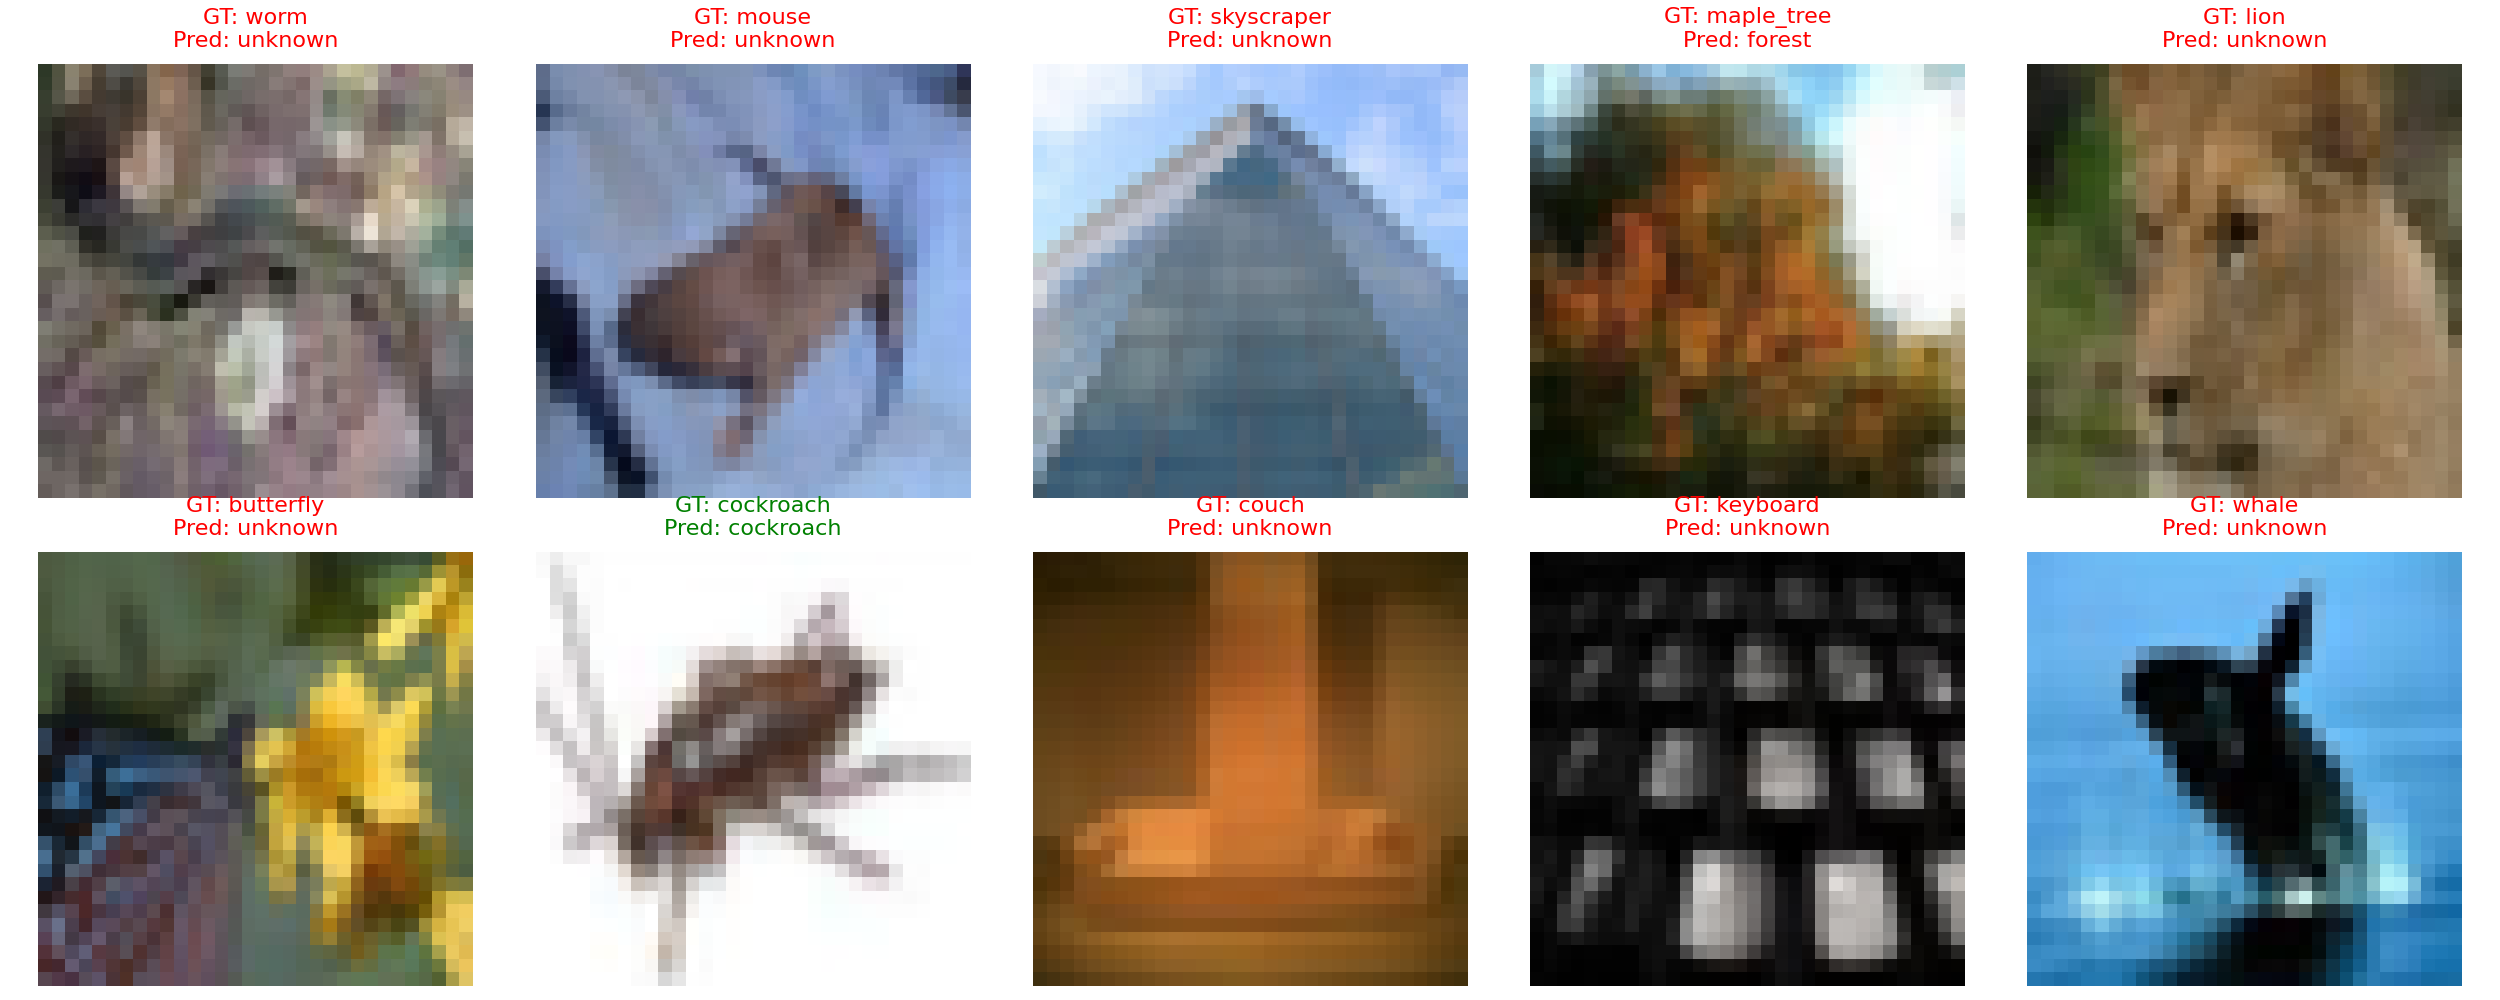 GT: worm
Pred: unknown
GT: mouse
Pred: unknown
GT: skyscraper
Pred: unknown
GT: maple_tree
Pred: forest
GT: lion
Pred: unknown
GT: butterfly
Pred: unknown
GT: cockroach
Pred: cockroach
GT: couch
Pred: unknown
GT: keyboard
Pred: unknown
GT: whale
Pred: unknown